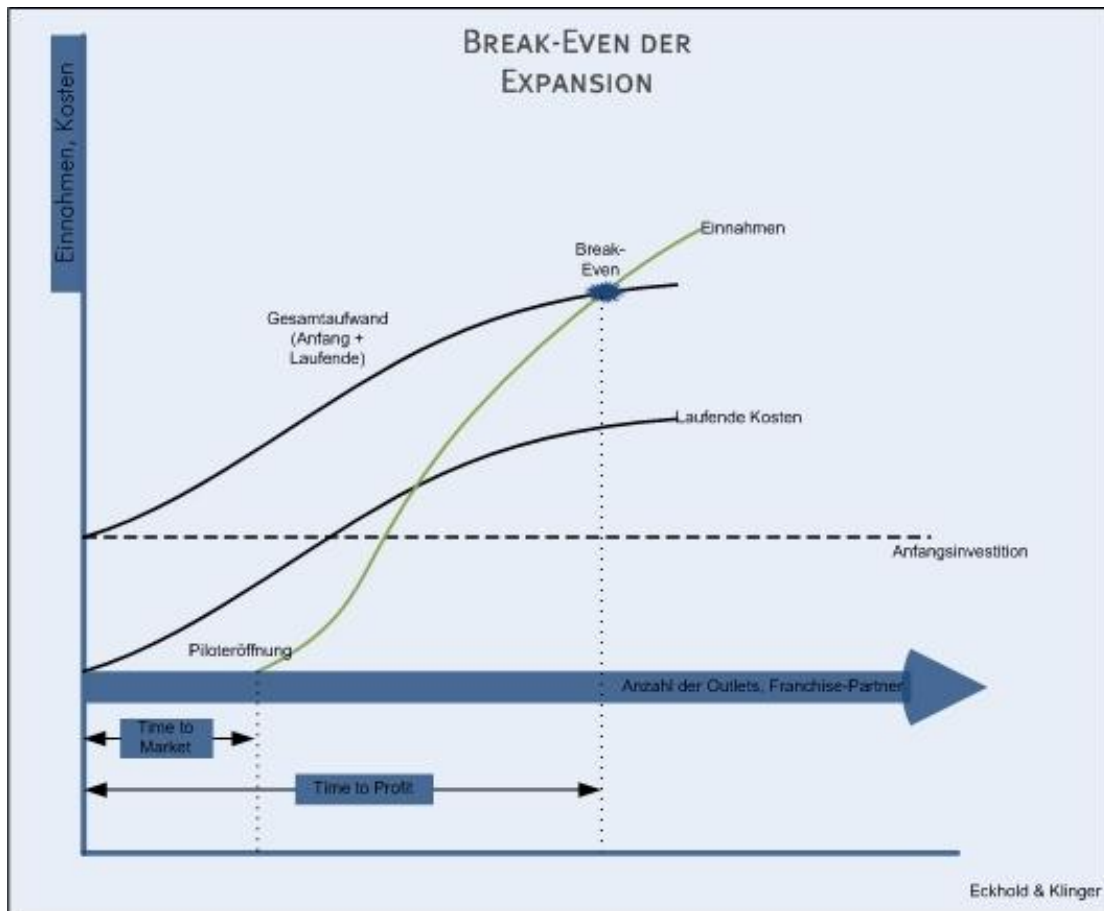 BREAK-EVEN DER
EXPANSION
Einnahmen, Kosten
Einnahmen
Break-
Even
Gesamtaufwand
(Anfang +
Laufende)
Laufende Kosten
Anfangsinvestition
Piloteröffnung
Anzahl der Outlets, Franchise-Partner
Time to
Market
Time to Profit
Eckhold & Klinger